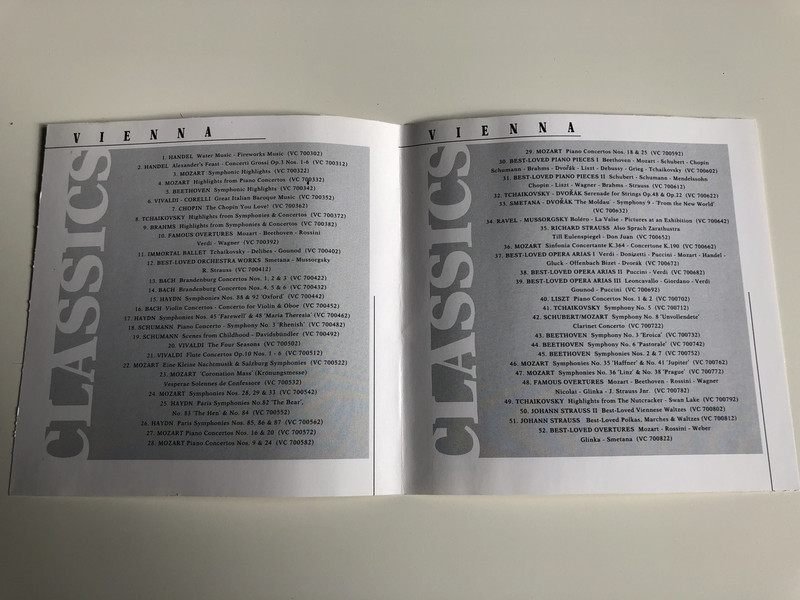 VIENNA
CLASSICS
1. HANDEL Water Music - Fireworks Music (VC 700302)
2. HANDEL Alexander's Feast - Concerti Grossi Op.3 Nos. 1-6 (VC 700312)
3. MOZART Symphonic Highlights (VC 700322)
4. MOZART Highlights from Piano Concertos (VC 700332)
5. BEETHOVEN Symphonic Highlights (VC 700342)
6. VIVALDI - CORELLI Great Italian Baroque Music (VC 700352)
7. CHOPIN The Chopin You Love! (VC 700362)
8. TCHAIKOVSKY Highlights from Symphonies & Concertos (VC 700372)
9. BRAHMS Highlights from Symphonies & Concertos (VC 700382)
10. FAMOUS OVERTURES Mozart - Beethoven - Rossini
Verdi - Wagner (VC 700392)
11. IMMORTAL BALLET Tchaikovsky - Delibes - Gounod (VC 700402)
12. BEST-LOVED ORCHESTRA WORKS Smetana - Mussorgsky
R. Strauss (VC 700412)
13. BACH Brandenburg Concertos Nos. 1, 2 & 3 (VC 700422)
14. BACH Brandenburg Concertos Nos. 4, 5 & 6 (VC 700432)
15. HAYDN Symphonies Nos. 88 & 92 'Oxford' (VC 700442)
16. BACH Violin Concertos - Concerto for Violin & Oboe (VC 700452)
17. HAYDN Symphonies Nos. 45 'Farewell' & 48 'Maria Theresia' (VC 700462)
18. SCHUMANN Piano Concerto - Symphony No. 3 'Rhenish' (VC 700482)
19. SCHUMANN Scenes from Childhood - Davidsbündler (VC 700492)
20. VIVALDI The Four Seasons (VC 700502)
21. VIVALDI Flute Concertos Op.10 Nos. 1 - 6 (VC 700512)
22. MOZART Eine Kleine Nachtmusik & Salzburg Symphonies (VC 700522)
23. MOZART 'Coronation Mass' (Krönungsmesse)
Vesperae Solennes de Confessore (VC 700532)
24. MOZART Symphonies Nos. 28, 29 & 35 (VC 700542)
25. HAYDN Paris Symphonies No.82 'The Bear',
No. 83 'The Hen' & No. 84 (VC 700552)
26. HAYDN Paris Symphonies Nos. 85, 86 & 87 (VC 700562)
27. MOZART Piano Concertos Nos. 16 & 20 (VC 700572)
28. MOZART Piano Concertos Nos. 9 & 24 (VC 700582)
VIENNA
CLASSICS
29. MOZART Piano Concertos Nos. 18 & 25 (VC 700592)
30. BEST-LOVED PIANO PIECES I Beethoven - Mozart - Schubert - Chopin
Schumann - Brahms - Dvořák - Liszt - Debussy - Grieg - Tchaikovsky (VC 700602)
31. BEST-LOVED PIANO PIECES II Schubert - Schumann - Mendelssohn
Chopin - Liszt - Wagner - Brahms - Strauss (VC 700612)
32. TCHAIKOVSKY - DVOŘÁK Serenade for Strings Op.48 & Op.22 (VC 700622)
33. SMETANA - DVOŘÁK 'The Moldau' - Symphony 9 - 'From the New World'
(VC 700632)
34. RAVEL - MUSSORGSKY Boléro - La Valse - Pictures at an Exhibition (VC 700642)
35. RICHARD STRAUSS Also Sprach Zarathustra
Till Eulenspiegel - Don Juan (VC 700652)
36. MOZART Sinfonia Concertante K.364 - Concertone K.190 (VC 700662)
37. BEST-LOVED OPERA ARIAS I Verdi - Donizetti - Puccini - Mozart - Handel -
Gluck - Offenbach Bizet - Dvorák (VC 700672)
38. BEST-LOVED OPERA ARIAS II Puccini - Verdi (VC 700682)
39. BEST-LOVED OPERA ARIAS III Leoncavallo - Giordano - Verdi
Gounod - Puccini (VC 700692)
40. LISZT Piano Concertos Nos. 1 & 2 (VC 700702)
41. TCHAIKOVSKY Symphony No. 5 (VC 700712)
42. SCHUBERT/MOZART Symphony No. 8 'Unvollendete'
Clarinet Concerto (VC 700722)
43. BEETHOVEN Symphony No. 3 'Eroica' (VC 700732)
44. BEETHOVEN Symphony No. 6 'Pastorale' (VC 700742)
45. BEETHOVEN Symphonies Nos. 2 & 7 (VC 700752)
46. MOZART Symphonies No. 35 'Haffner' & No. 41 'Jupiter' (VC 700762)
47. MOZART Symphonies No. 36 'Linz' & No. 38 'Prague' (VC 700772)
48. FAMOUS OVERTURES Mozart - Beethoven - Rossini - Wagner
Nicolai - Glinka - J. Strauss Jnr. (VC 700782)
49. TCHAIKOVSKY Highlights from The Nutcracker - Swan Lake (VC 700792)
50. JOHANN STRAUSS II Best-Loved Viennese Waltzes (VC 700802)
51. JOHANN STRAUSS Best-Loved Polkas, Marches & Waltzes (VC 700812)
52. BEST-LOVED OVERTURES Mozart - Rossini - Weber
Glinka - Smetana (VC 700822)